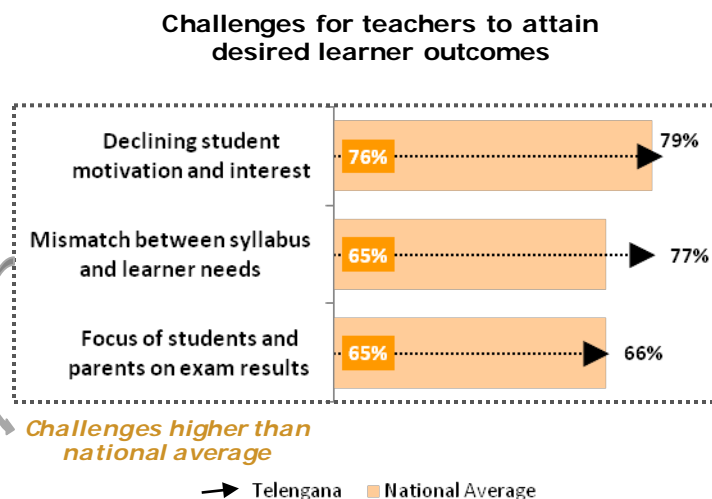 Challenges for teachers to attain
desired learner outcomes
Declining student
motivation and interest
76%
79%
Mismatch between syllabus
and learner needs
65%
77%
Focus of students and
parents on exam results
65%
66%
Challenges higher than
national average
Telengana
National Average